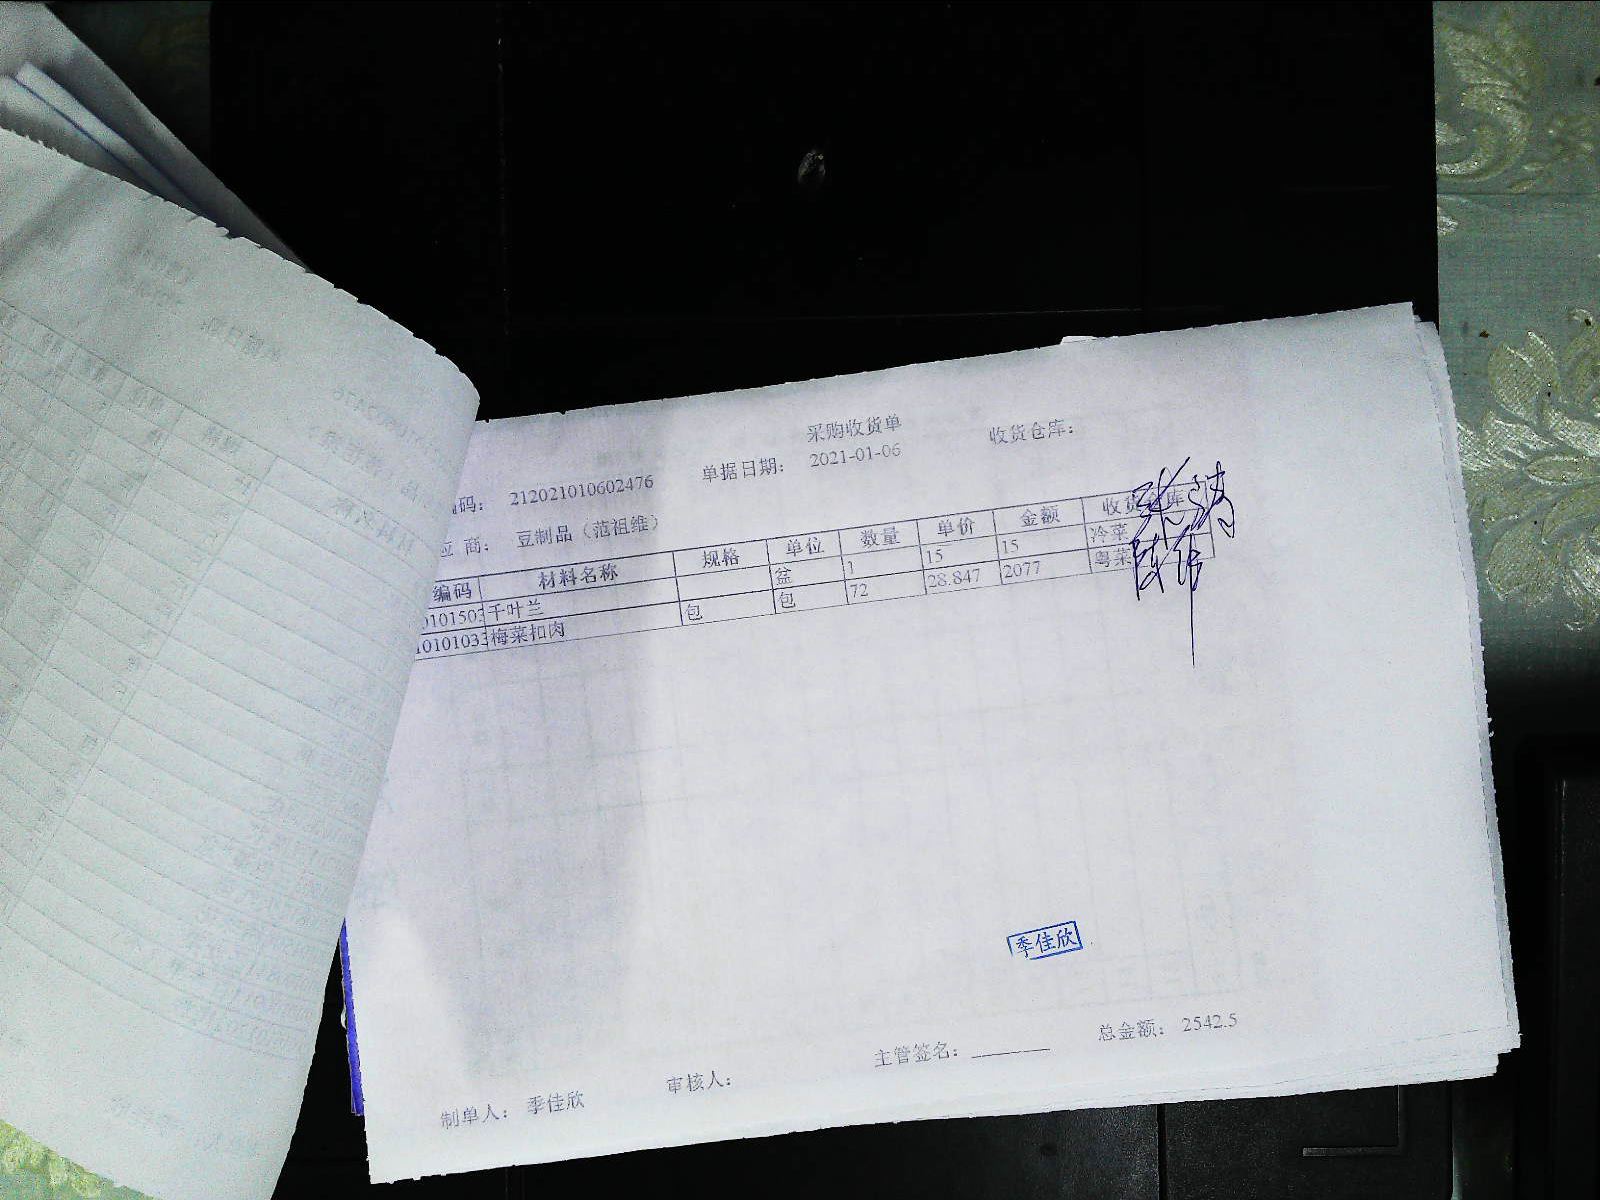 采购收货单
码： 212021010602476 单据日期： 2021-01-06 收货仓库：
应 商： 豆制品（范祖维）
编码 材料名称 规格 单位 数量 单价 金额 收货仓库
0101503 千叶兰 盆 1 15 15 冷菜
10101033 梅菜扣肉 包 包 72 28.847 2077 粤菜
季佳欣
制单人： 季佳欣 审核人： 主管签名： 总金额： 2542.5